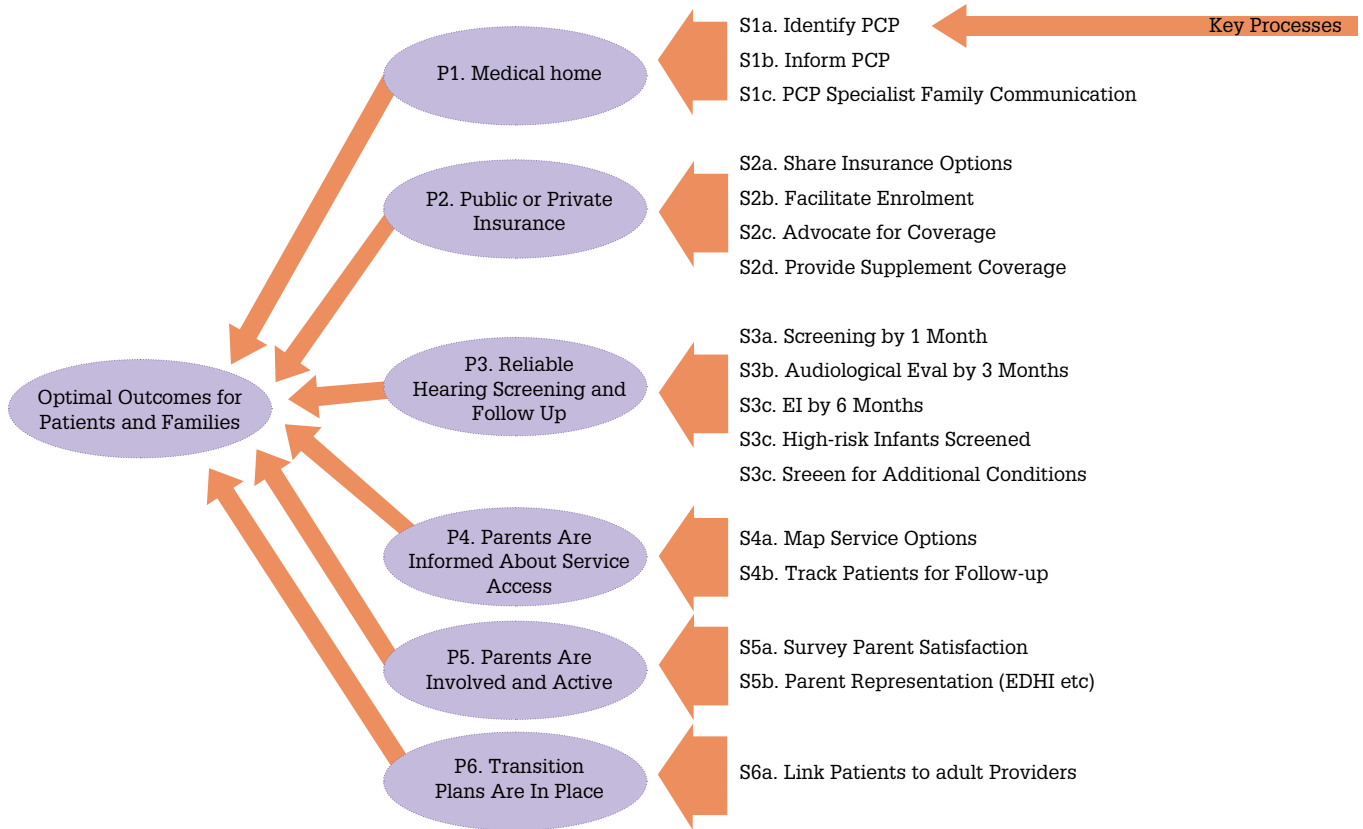 S1a. Identify PCP
Key Processes
P1. Medical home
S1b. Inform PCP
S1c. PCP Specialist Family Communication
P2. Public or Private
Insurance
S2a. Share Insurance Options
S2b. Facilitate Enrolment
S2c. Advocate for Coverage
S2d. Provide Supplement Coverage
Optimal Outcomes for
Patients and Families
P3. Reliable
Hearing Screening and
Follow Up
S3a. Screening by 1 Month
S3b. Audiological Eval by 3 Months
S3c. EI by 6 Months
S3c. High-risk Infants Screened
S3c. Sreeen for Additional Conditions
P4. Parents Are
Informed About Service
Access
S4a. Map Service Options
S4b. Track Patients for Follow-up
P5. Parents Are
Involved and Active
S5a. Survey Parent Satisfaction
S5b. Parent Representation (EDHI etc)
P6. Transition
Plans Are In Place
S6a. Link Patients to adult Providers